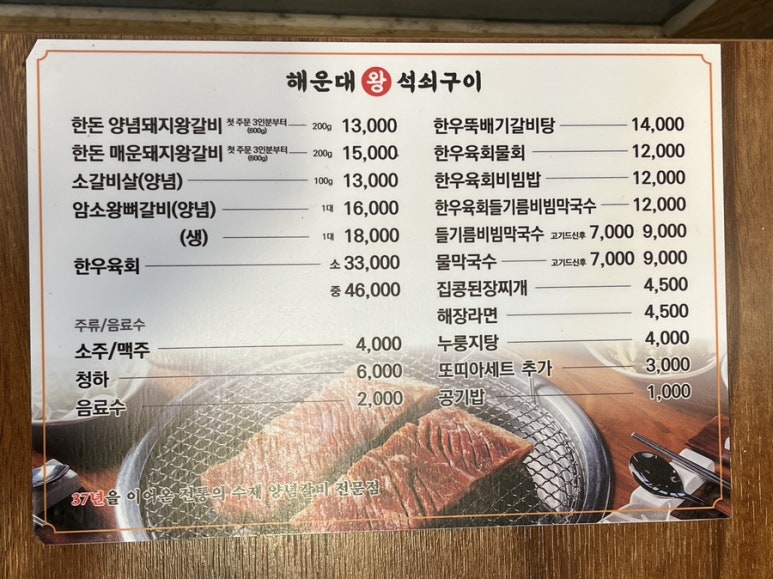 해운대 왕 석쇠구이
한돈 양념돼지왕갈비 첫 주문 3인분부터 (600g) 200g 13,000
한돈 매운돼지왕갈비 첫 주문 3인분부터 (600g) 200g 15,000
소갈비살(양념) 100g 13,000
암소왕뼈갈비(양념) 1대 16,000
(생) 1대 18,000
한우육회 소 33,000
중 46,000
주류/음료수
소주/맥주 4,000
청하 6,000
음료수 2,000
한우뚝배기갈비탕 14,000
한우육회물회 12,000
한우육회비빔밥 12,000
한우육회들기름비빔막국수 12,000
들기름비빔막국수 고기드신후 7,000 9,000
물막국수 고기드신후 7,000 9,000
집콩된장찌개 4,500
해장라면 4,500
누룽지탕 4,000
또띠아세트 추가 3,000
공기밥 1,000
37년을 이어온 전통의 수제 양념갈비 전문점